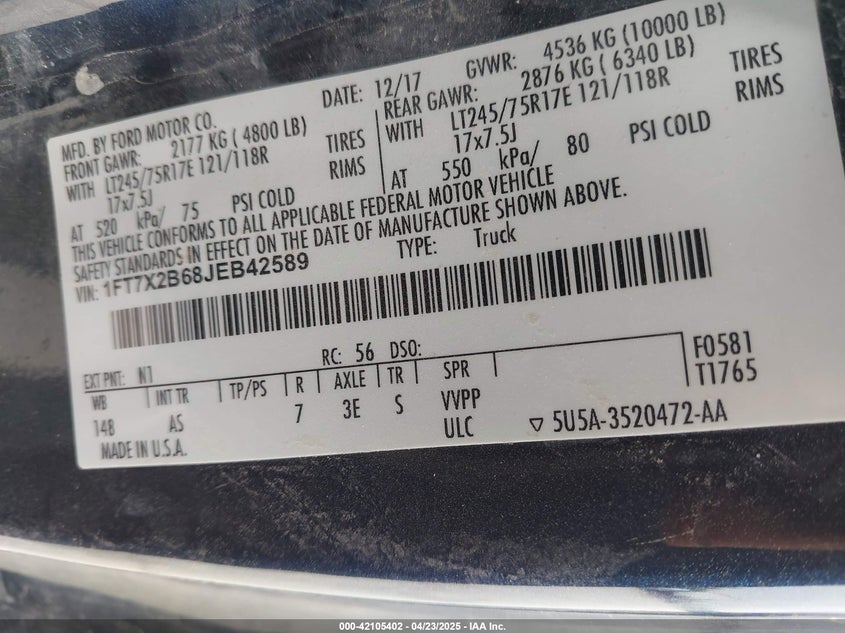 MFD. BY FORD MOTOR CO.
DATE: 12/17
GVWR: 4536 KG (10000 LB)
FRONT GAWR: 2177 KG ( 4800 LB)
REAR GAWR: 2876 KG ( 6340 LB)
WITH LT245/75R17E 121/118R TIRES
WITH LT245/75R17E 121/118R TIRES
17x7.5J RIMS
17x7.5J RIMS
AT 520 kPa/ 75 PSI COLD
AT 550 kPa/ 80 PSI COLD
THIS VEHICLE CONFORMS TO ALL APPLICABLE FEDERAL MOTOR VEHICLE
SAFETY STANDARDS IN EFFECT ON THE DATE OF MANUFACTURE SHOWN ABOVE.
VIN: 1FT7X2B68JEB42589
TYPE: Truck
F0581
T1765
EXT PNT: N1 RC: 56 DSO:
WB INT TR TP/PS R AXLE TR SPR
148 AS 7 3E S VVPP
ULC
MADE IN U.S.A.
▽ 5U5A-3520472-AA
000-42105402 - 04/23/2025 - IAA Inc.